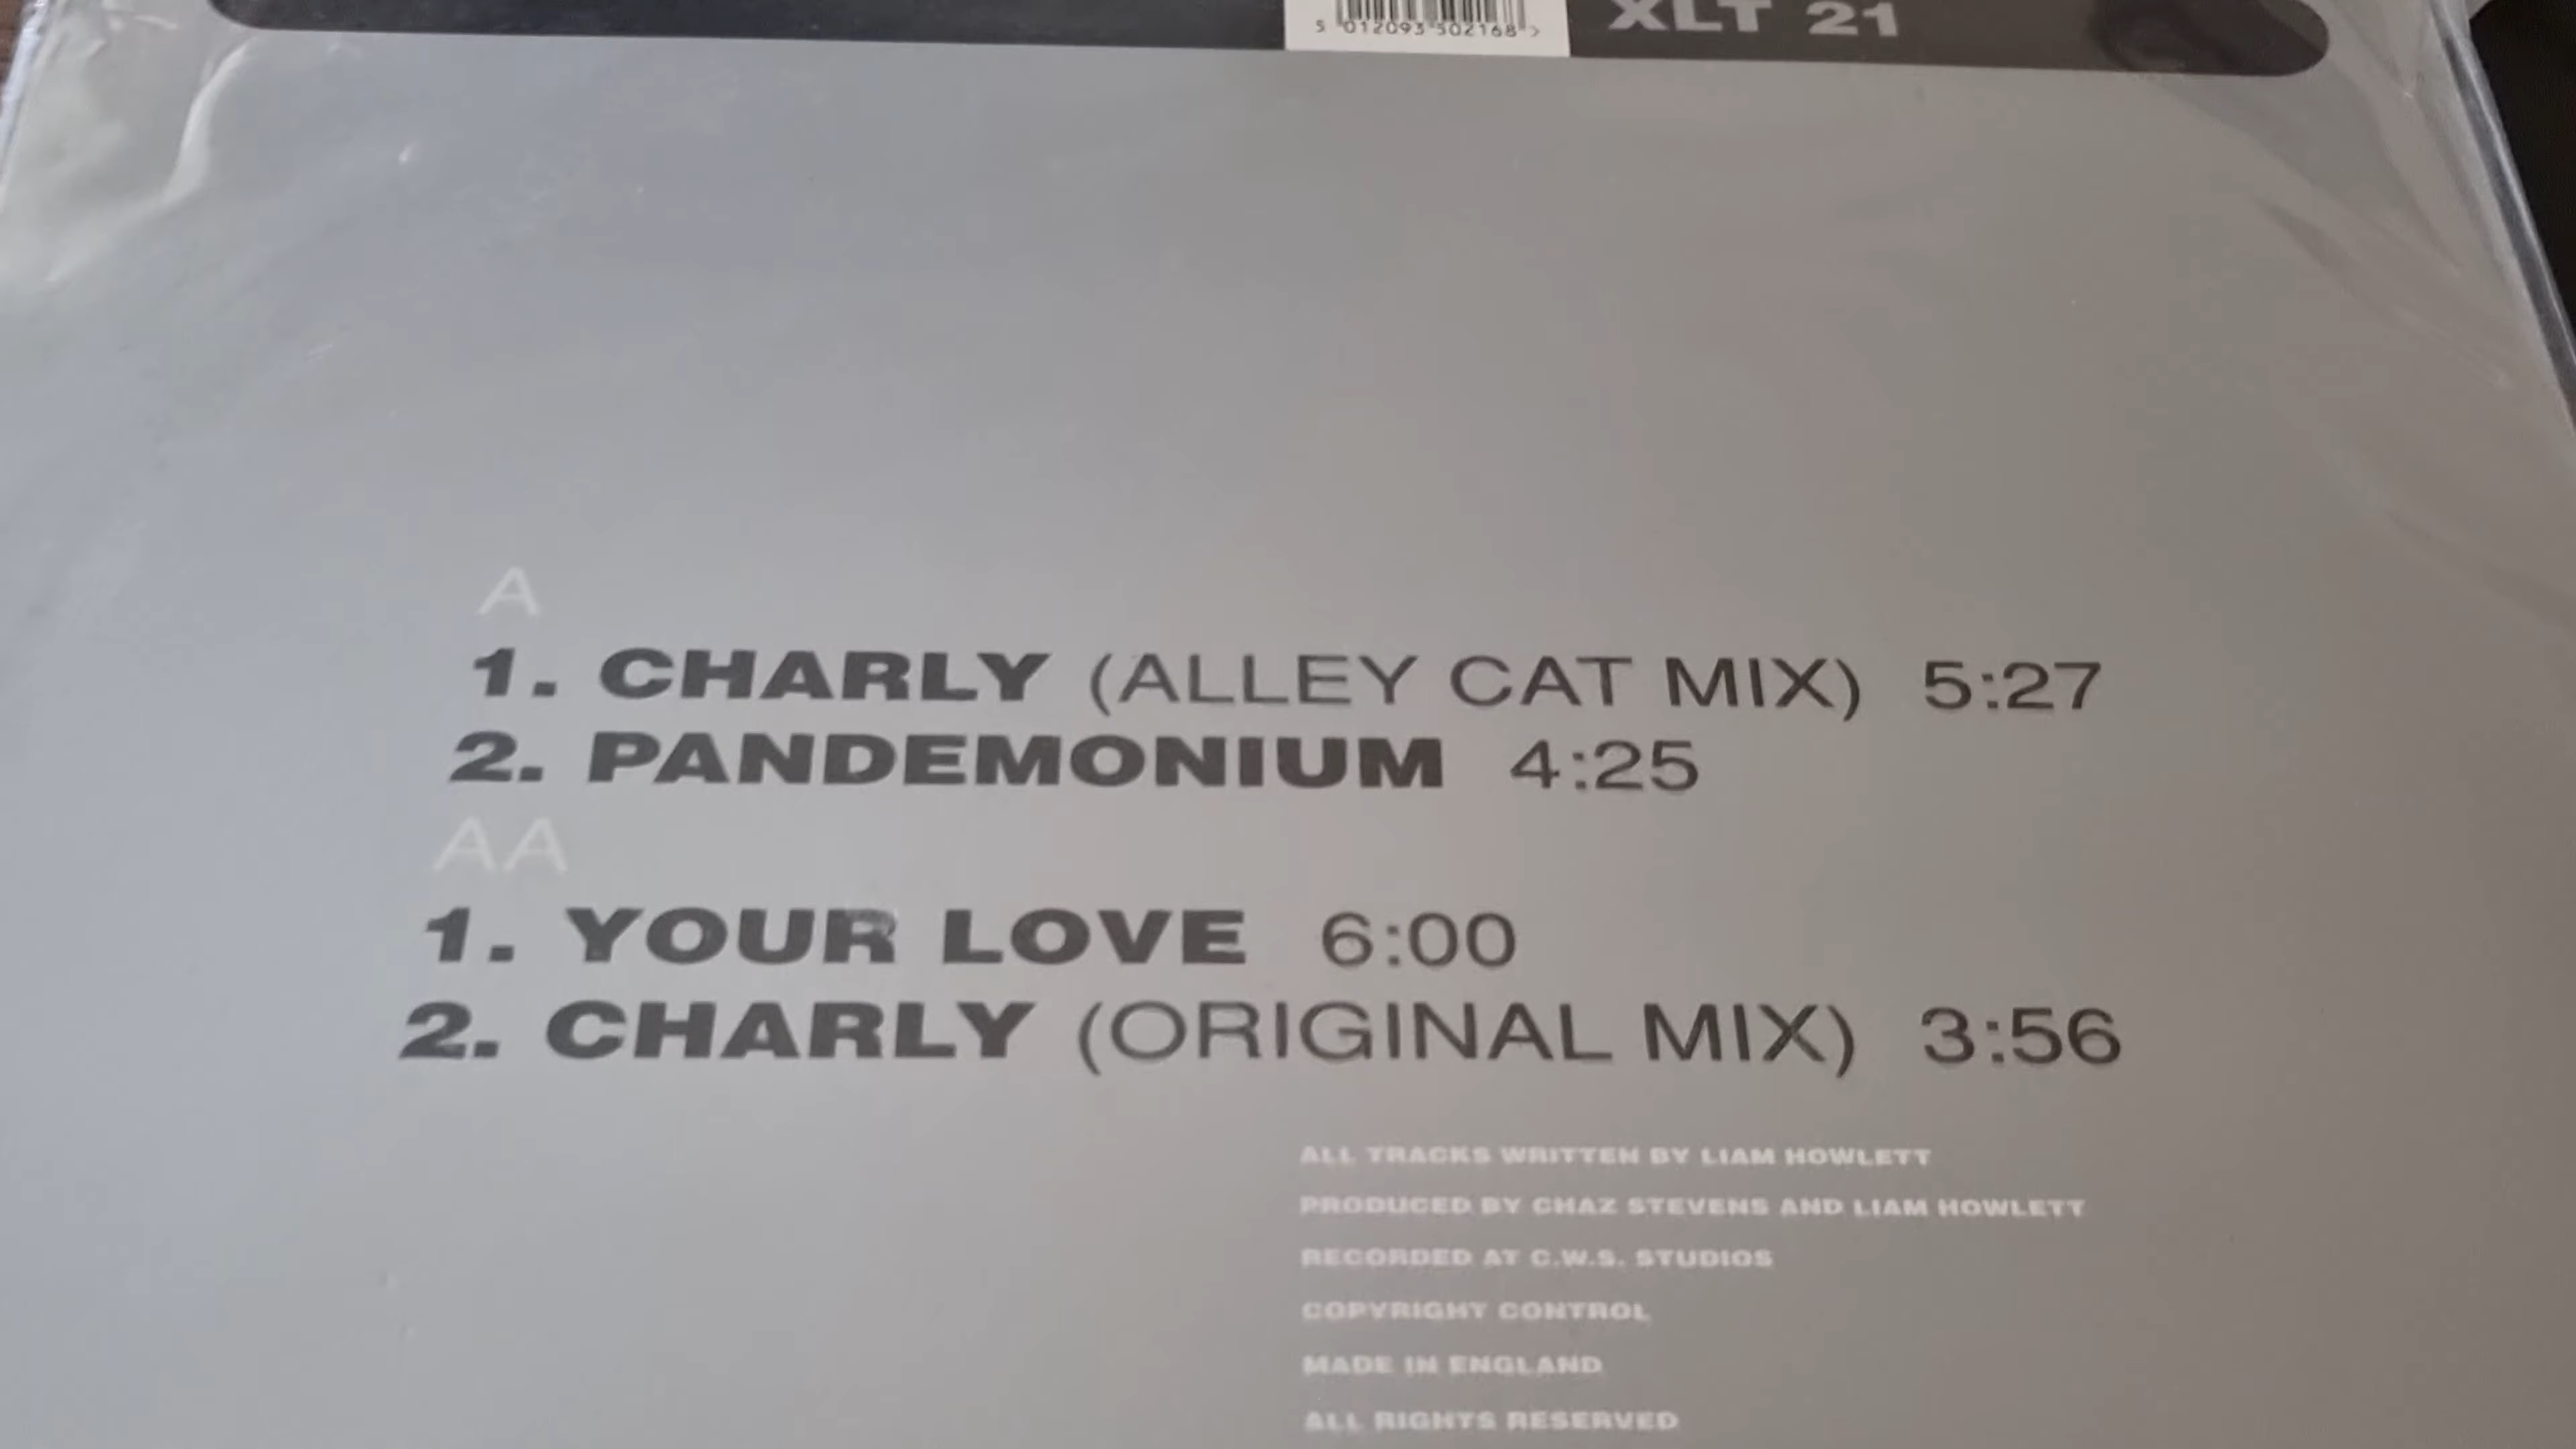 5 012093 502168 >
XLT 21
A
1. CHARLY (ALLEY CAT MIX) 5:27
2. PANDEMONIUM 4:25
AA
1. YOUR LOVE 6:00
2. CHARLY (ORIGINAL MIX) 3:56
ALL TRACKS WRITTEN BY LIAM HOWLETT
PRODUCED BY CHAZ STEVENS AND LIAM HOWLETT
RECORDED AT C.W.S. STUDIOS
COPYRIGHT CONTROL
MADE IN ENGLAND
ALL RIGHTS RESERVED